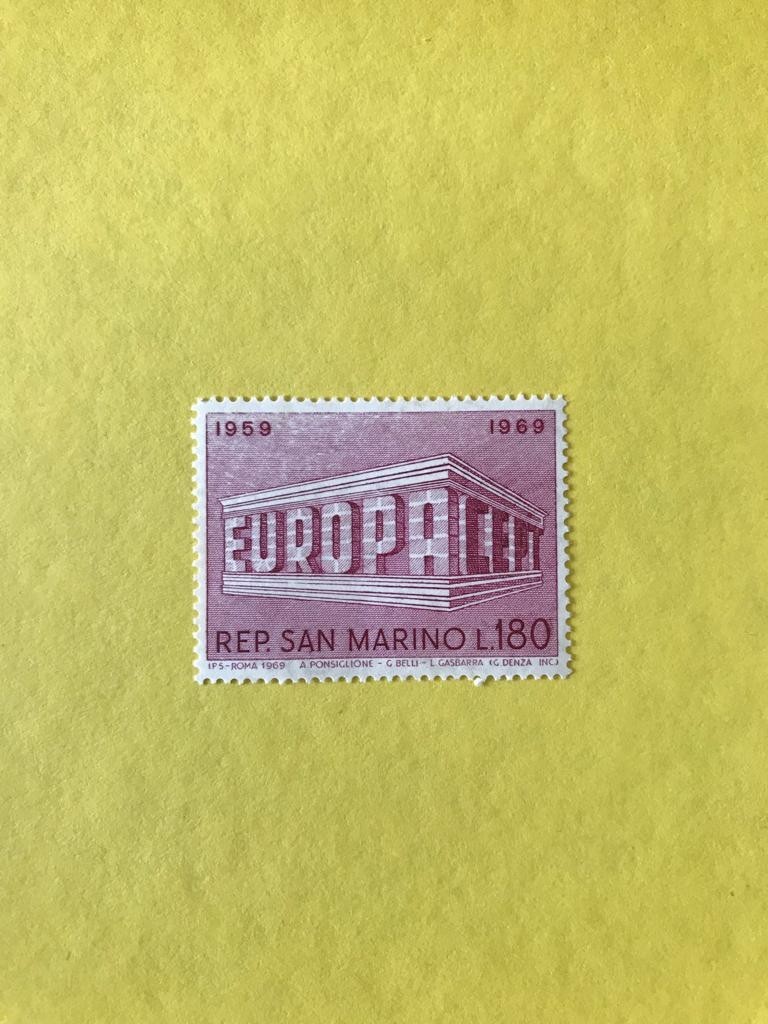 1959 1969
EUROPA CEPT
REP. SAN MARINO L.180
IPS-ROMA 1969 A. PONSIGLIONE - G BELLI - L. GASBARRA (G. DENZA INC.)